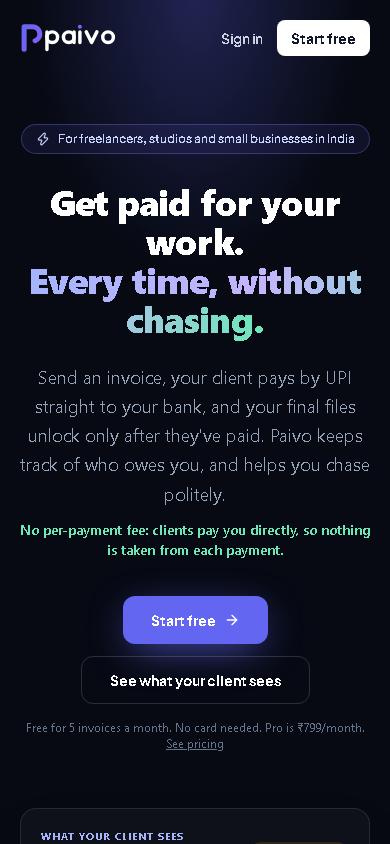 Ppaivo
Sign in
Start free
For freelancers, studios and small businesses in India
Get paid for your
work.
Every time, without
chasing.
Send an invoice, your client pays by UPI
straight to your bank, and your final files
unlock only after they've paid. Paivo keeps
track of who owes you, and helps you chase
politely.
No per-payment fee: clients pay you directly, so nothing
is taken from each payment.
Start free
See what your client sees
Free for 5 invoices a month. No card needed. Pro is ₹799/month.
See pricing
WHAT YOUR CLIENT SEES